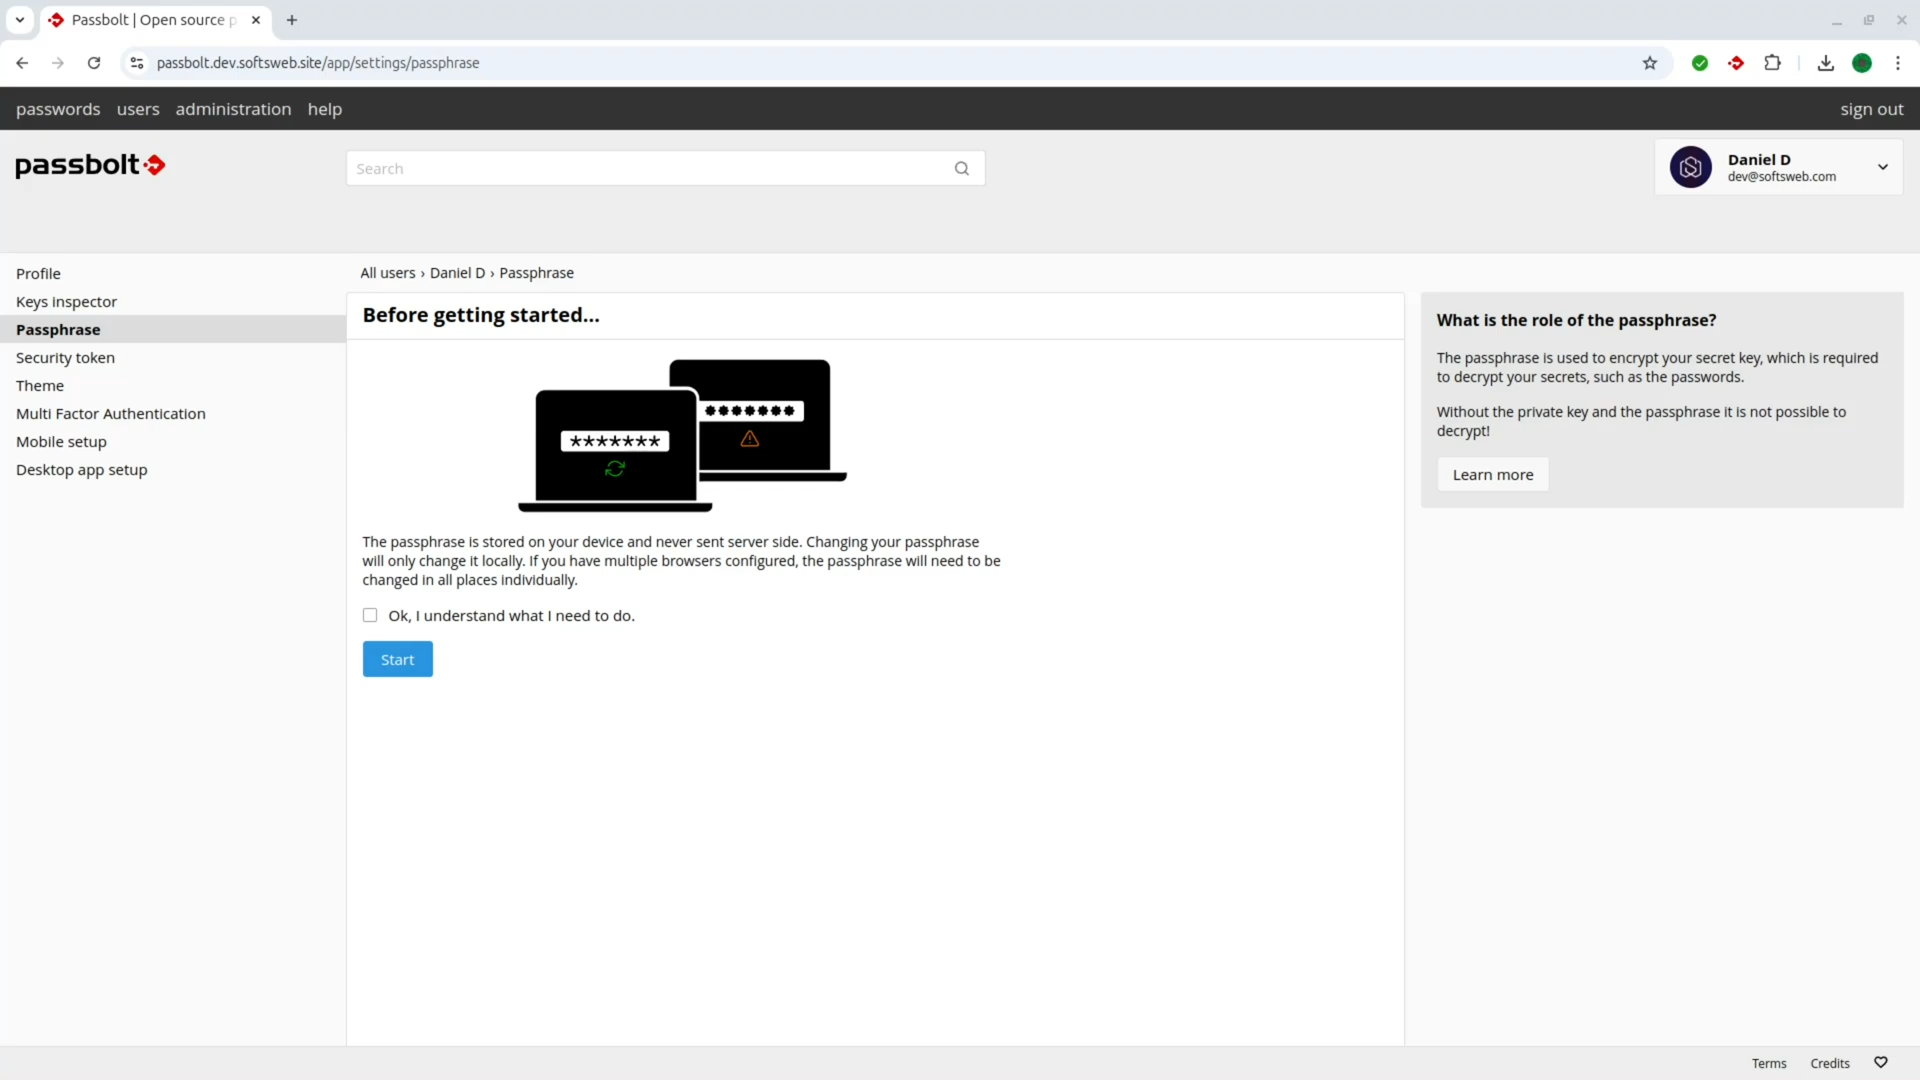 Passbolt | Open source p
passbolt.dev.softsweb.site/app/settings/passphrase
passwords users administration help sign out
passbolt
Search
Daniel D
dev@softsweb.com
Profile
Keys inspector
Passphrase
Security token
Theme
Multi Factor Authentication
Mobile setup
Desktop app setup
All users › Daniel D › Passphrase
Before getting started...
*******
The passphrase is stored on your device and never sent server side. Changing your passphrase
will only change it locally. If you have multiple browsers configured, the passphrase will need to be
changed in all places individually.
Ok, I understand what I need to do.
Start
What is the role of the passphrase?
The passphrase is used to encrypt your secret key, which is required
to decrypt your secrets, such as the passwords.
Without the private key and the passphrase it is not possible to
decrypt!
Learn more
Terms Credits